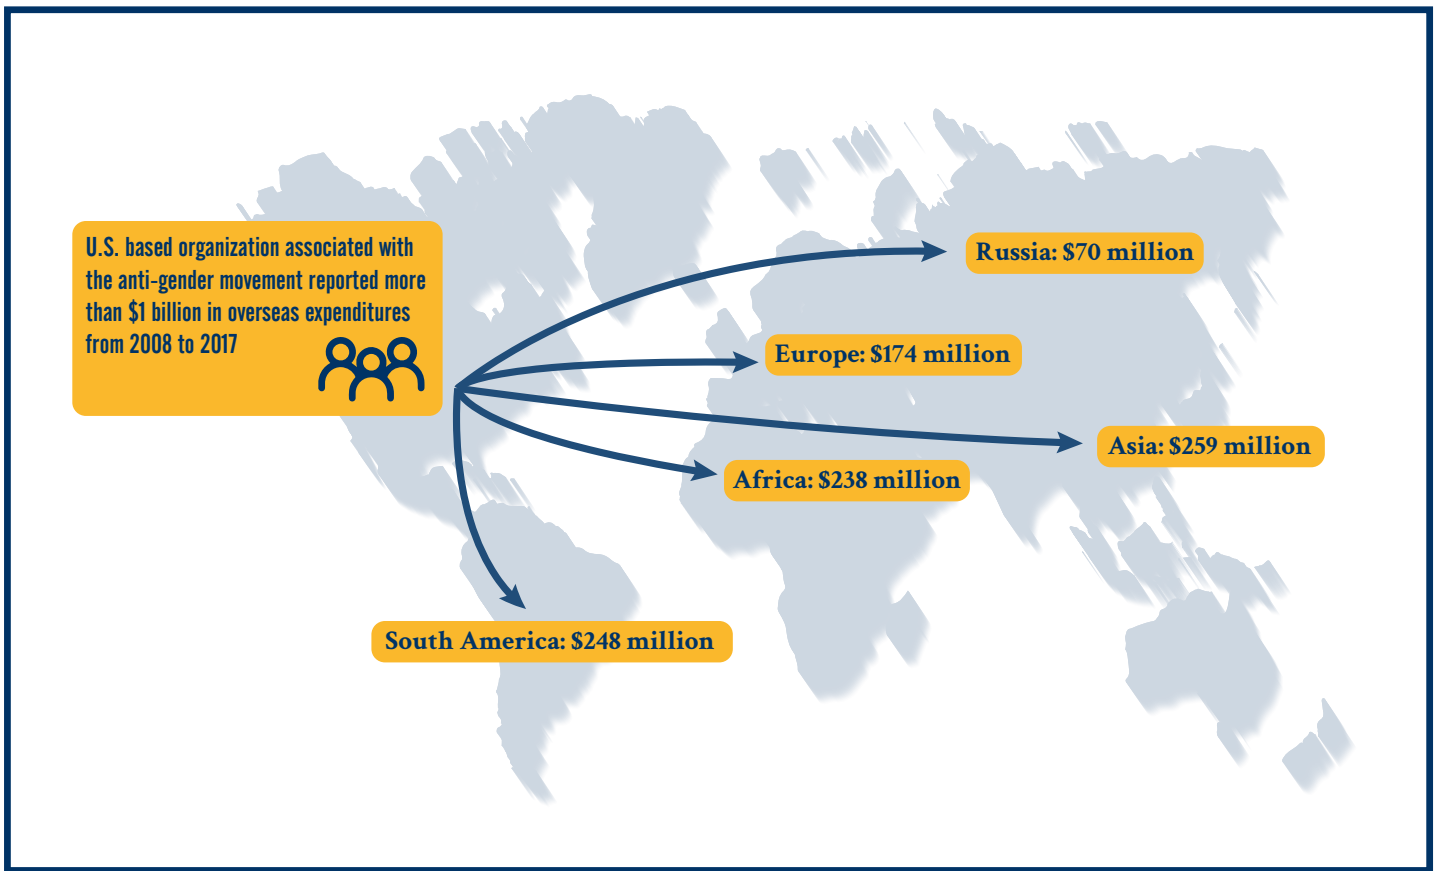 U.S. based organization associated with
the anti-gender movement reported more
than $1 billion in overseas expenditures
from 2008 to 2017
Russia: $70 million
Europe: $174 million
Asia: $259 million
Africa: $238 million
South America: $248 million